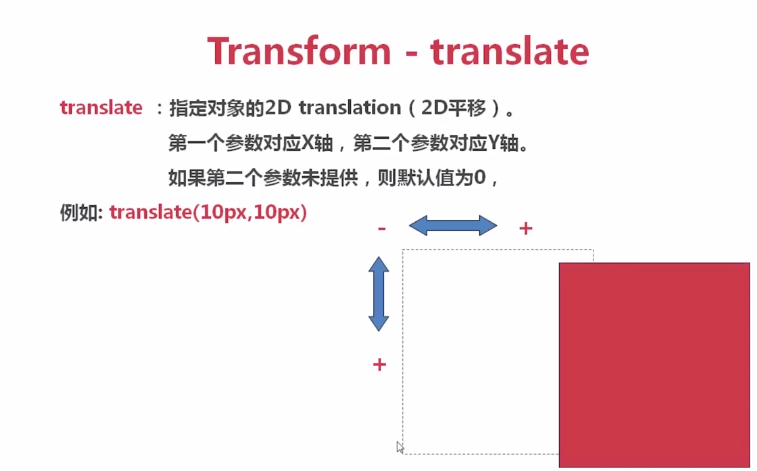 Transform - translate
translate ：指定对象的2D translation（2D平移）。
第一个参数对应X轴，第二个参数对应Y轴。
如果第二个参数未提供，则默认值为0，
例如: translate(10px,10px)
- +
+